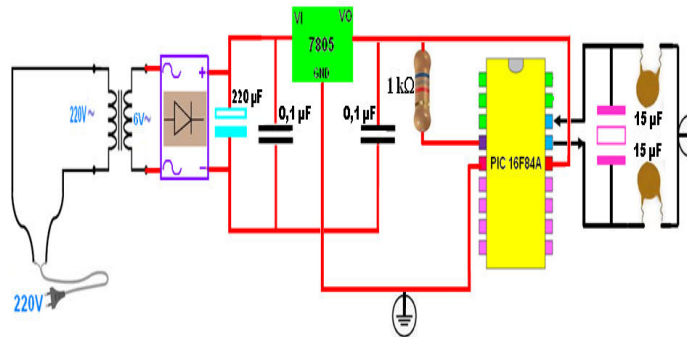 220V ~
6V~
+
−
220 µF
0,1 µF
VI
VO
7805
GND
0,1 µF
1 kΩ
PIC 16F84A
15 µF
15 µF
220V